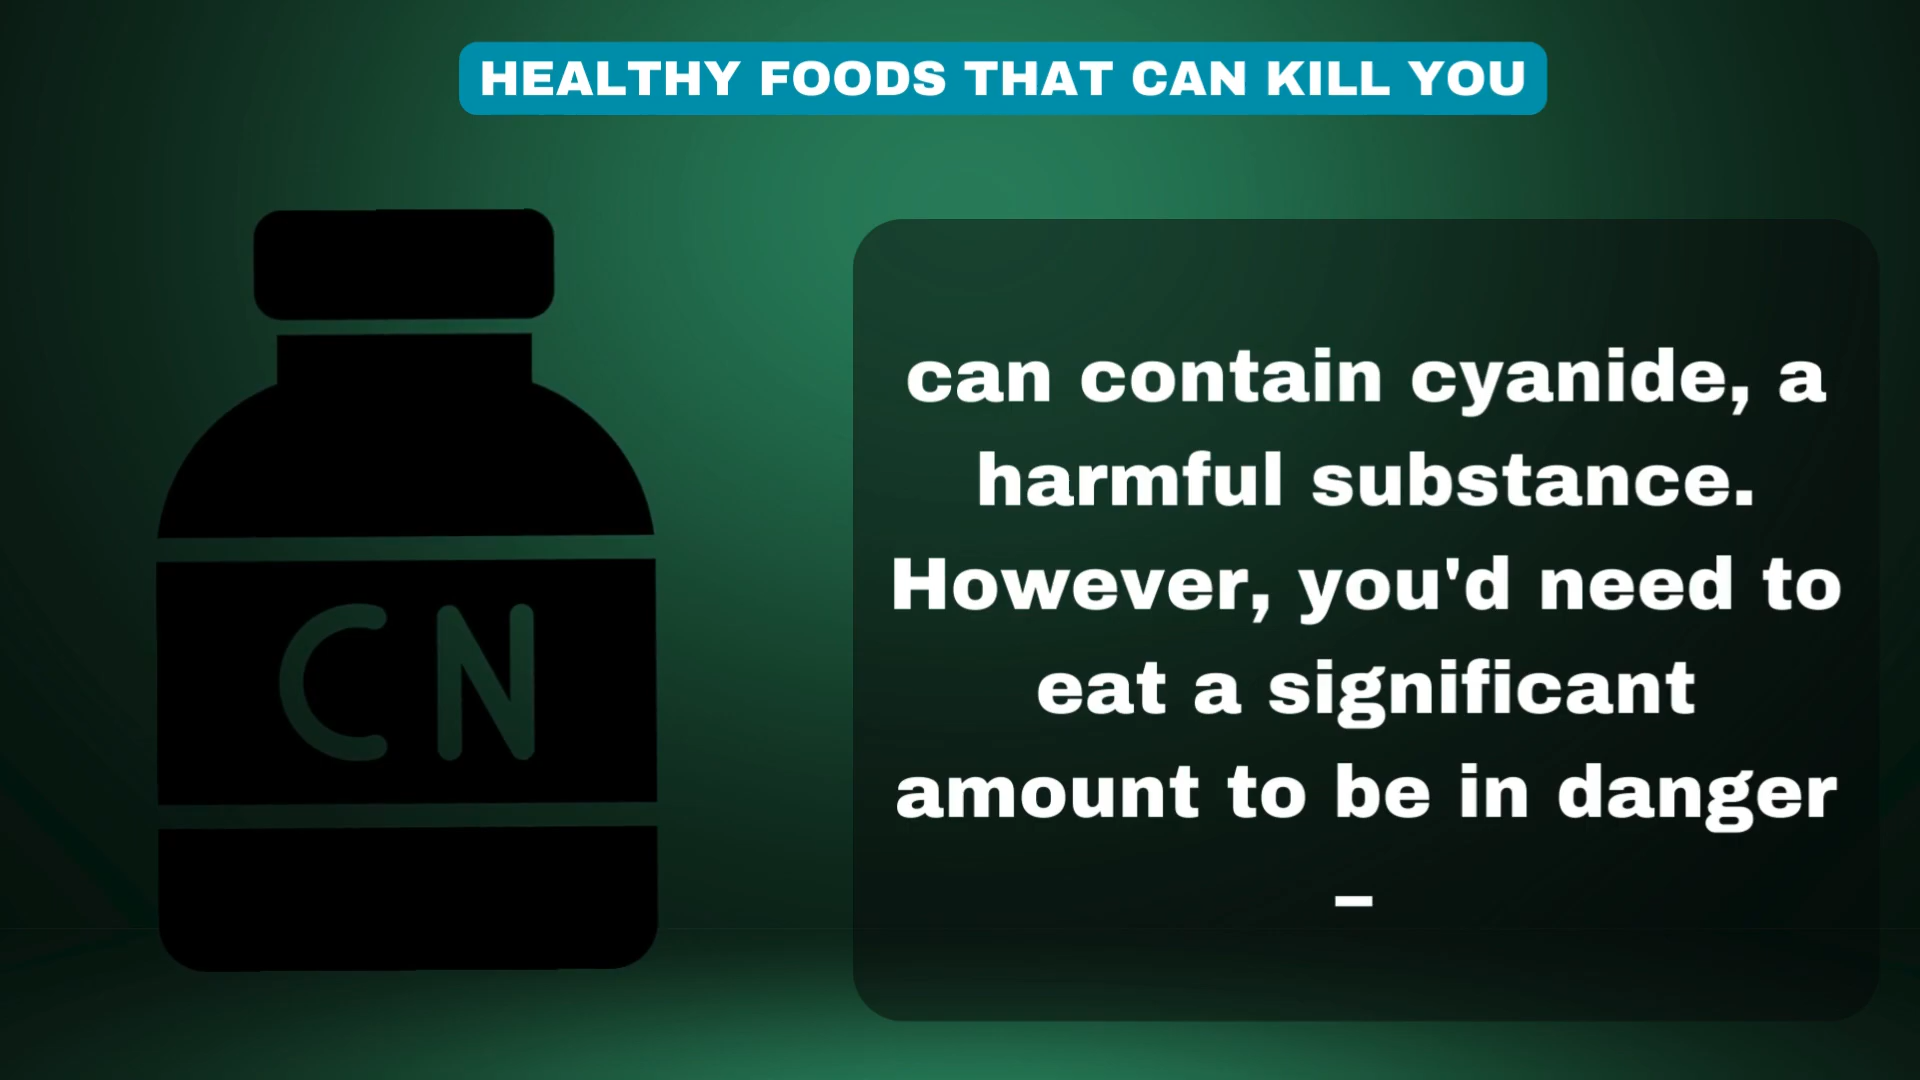 HEALTHY FOODS THAT CAN KILL YOU
CN
can contain cyanide, a
harmful substance.
However, you'd need to
eat a significant
amount to be in danger
–